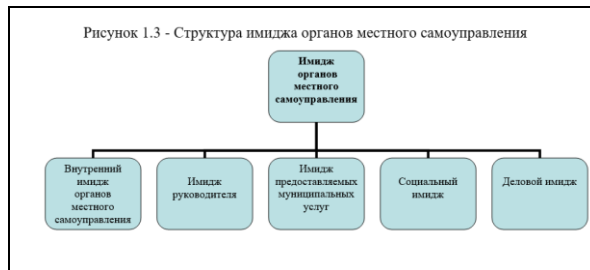 Рисунок 1.3 - Структура имиджа органов местного самоуправления
Имидж
органов
местного
самоуправления
Внутренний
имидж
органов
местного
самоуправления
Имидж
руководителя
Имидж
предоставляемых
муниципальных
услуг
Социальный
имидж
Деловой имидж